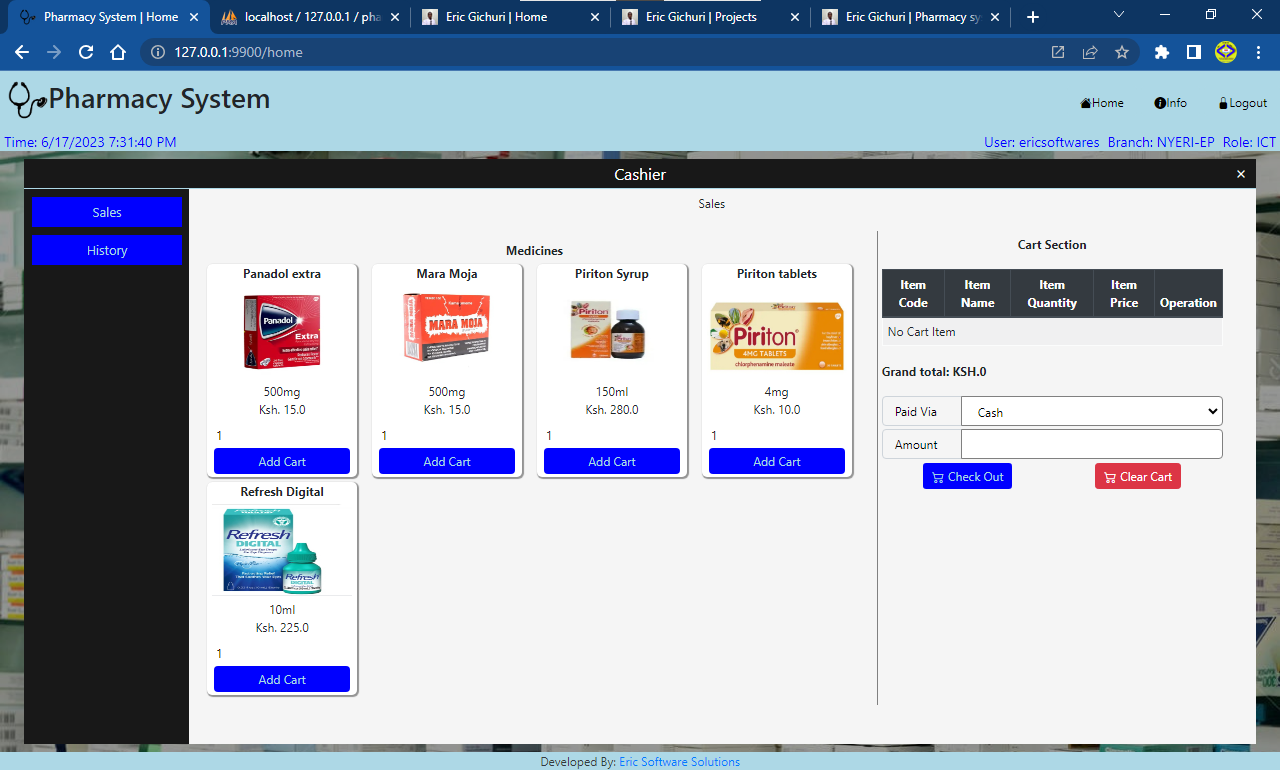 Pharmacy System | Home
localhost / 127.0.0.1 / pha
Eric Gichuri | Home
Eric Gichuri | Projects
Eric Gichuri | Pharmacy sy
127.0.0.1:9900/home
Pharmacy System
Home
Info
Logout
Time: 6/17/2023 7:31:40 PM
User: ericsoftwares Branch: NYERI-EP Role: ICT
Cashier
×
Sales
History
Sales
Medicines
Panadol extra
Panadol
Extra
500mg
Ksh. 15.0
1
Add Cart
Mara Moja
MARA MOJA
500mg
Ksh. 15.0
1
Add Cart
Piriton Syrup
Piriton
150ml
Ksh. 280.0
1
Add Cart
Piriton tablets
Piriton
Piriton
4MG TABLETS
chlorphenamine maleate
4mg
Ksh. 10.0
1
Add Cart
Refresh Digital
Refresh
DIGITAL
Refresh
DIGITAL
10ml
Ksh. 225.0
1
Add Cart
Cart Section
Item Code
Item Name
Item Quantity
Item Price
Operation
No Cart Item
Grand total: KSH.0
Paid Via
Cash
Amount
Check Out
Clear Cart
Developed By: Eric Software Solutions